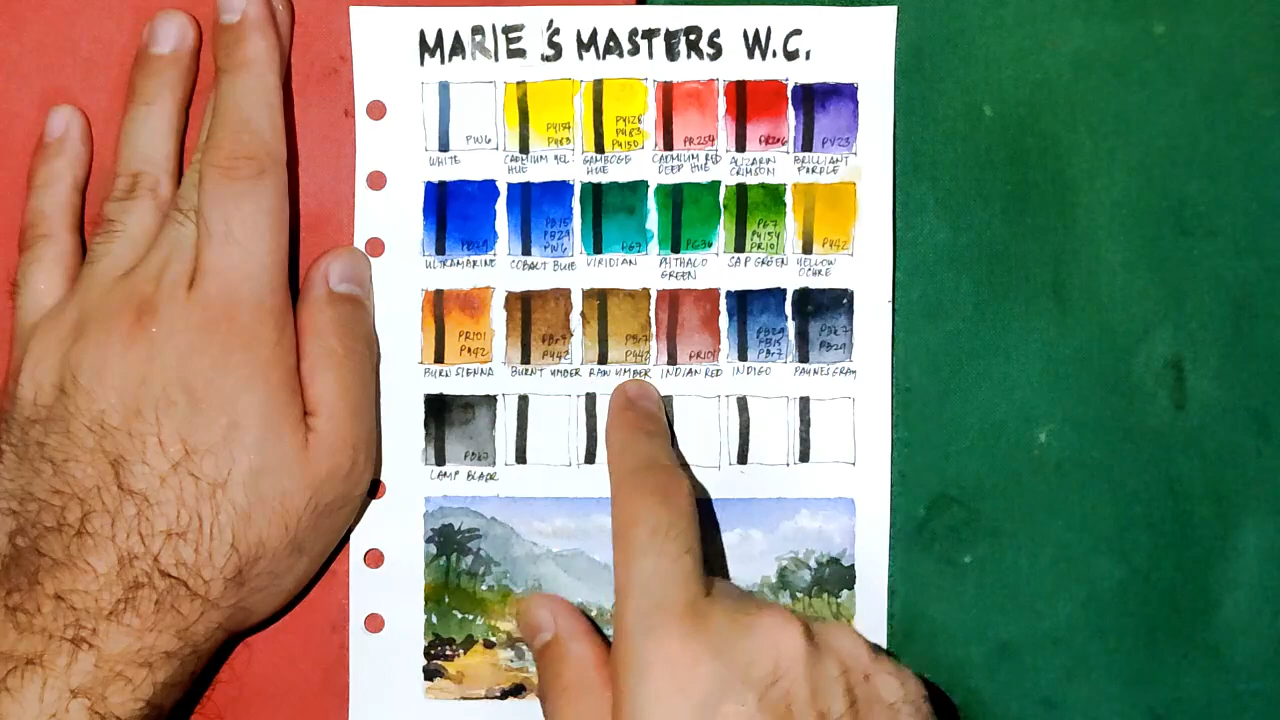 MARIE'S MASTERS W.C.
PW6
PY154
PY83
PY128
PY83
PY150
PR254
PV23
WHITE
CADMIUM YEL. HUE
GAMBOGE HUE
CADMIUM RED DEEP HUE
ALIZARIN CRIMSON
BRILLIANT PURPLE
PB29
PB15
PB29
PW6
PG7
PG36
PG7
PY154
PR101
PY42
ULTRAMARINE
COBALT BLUE
VIRIDIAN
PHTHALO GREEN
SAP GREEN
YELLOW OCHRE
PR101
PY42
PBr7
PY42
PBr7
PY42
PR101
PB29
PB15
PBr7
PBk7
PB29
BURN SIENNA
BURNT UMBER
RAW UMBER
INDIAN RED
INDIGO
PAYNES GRAY
PBk7
LAMP BLACK